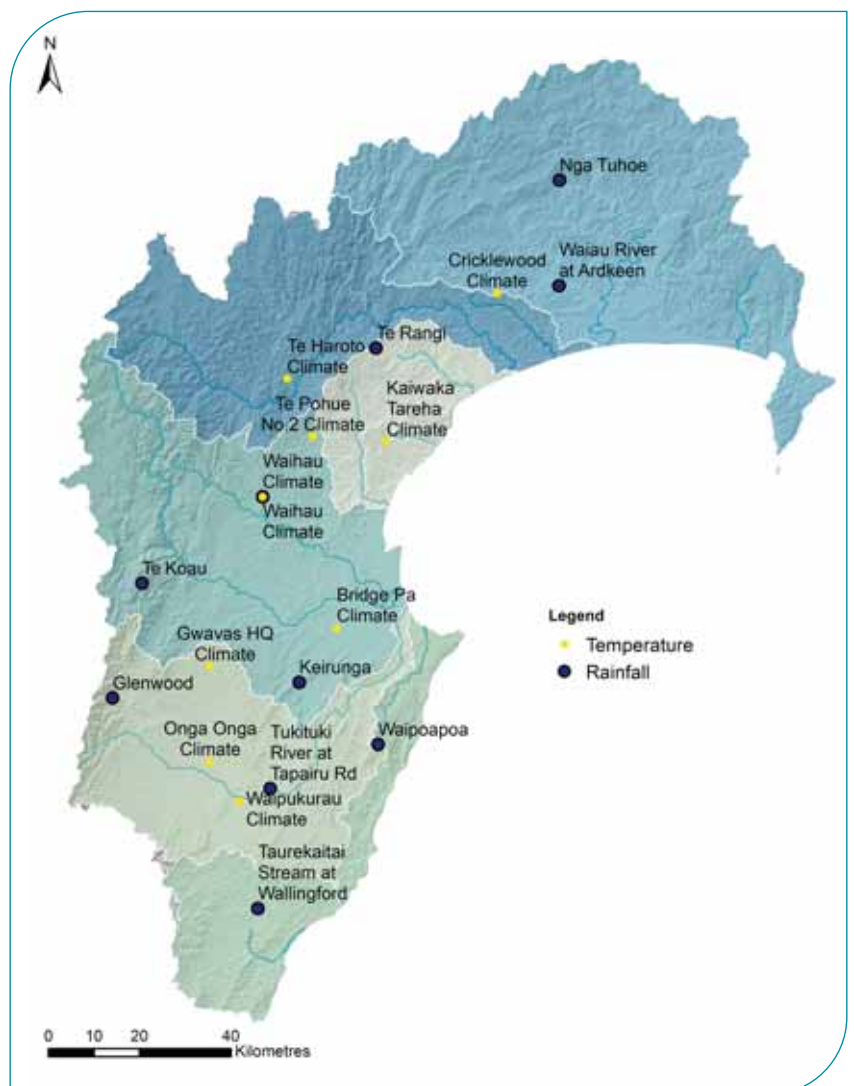 N
Nga Tuhoe
Waiau River
at Ardkeen
Cricklewood
Climate
Te Rangi
Te Haroto
Climate
Kaiwaka
Tareha
Climate
Te Pohue
No.2 Climate
Waihau
Climate
Waihau
Climate
Te Koau
Bridge Pa
Climate
Gwavas HQ
Climate
Keirunga
Glenwood
Legend
Temperature
Rainfall
Onga Onga
Climate
Tukituki
River at
Tapairu Rd
Waipoapoa
Waipukurau
Climate
Taurekaitai
Stream at
Wallingford
0 10 20 40
Kilometres